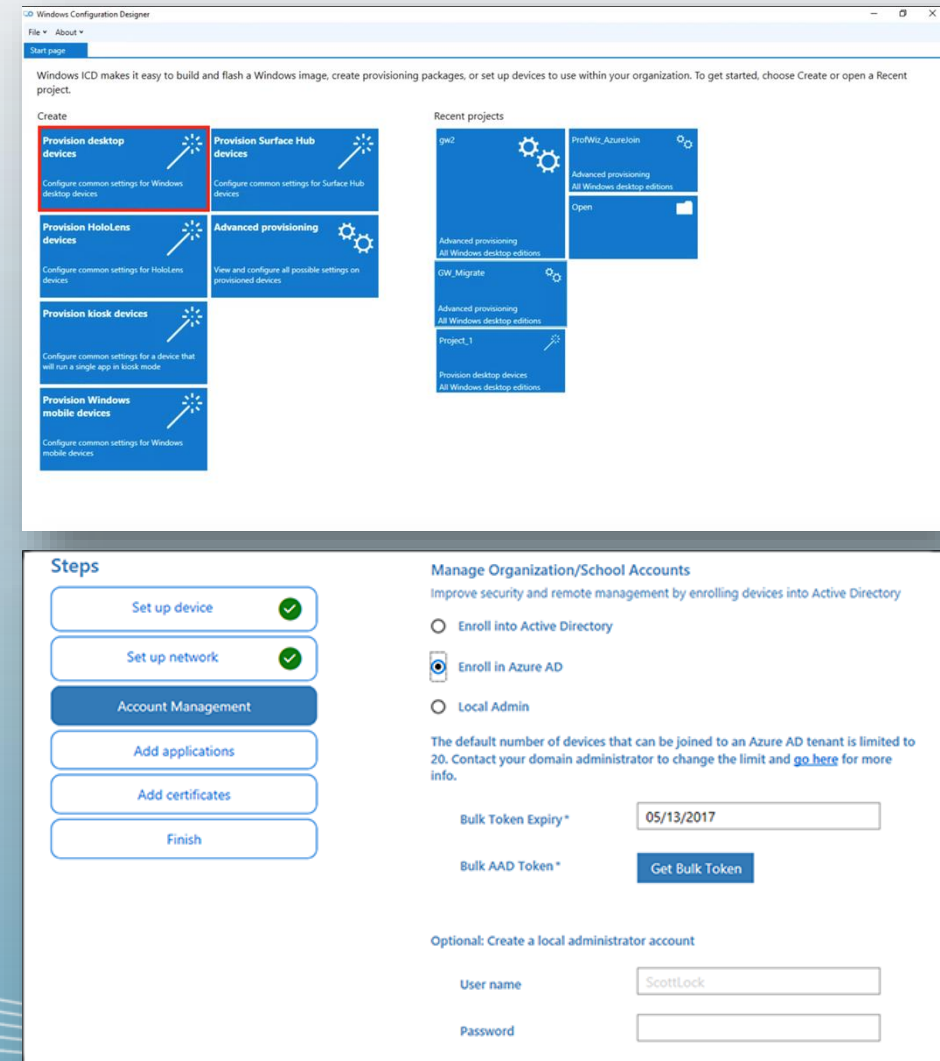 Windows Configuration Designer
File About
Start page
Windows ICD makes it easy to build and flash a Windows image, create provisioning packages, or set up devices to use within your organization. To get started, choose Create or open a Recent
project.
Create
Provision desktop
devices
Configure common settings for Windows
desktop devices
Provision Surface Hub
devices
Configure common settings for Surface Hub
devices
Provision HoloLens
devices
Configure common settings for HoloLens
devices
Advanced provisioning
View and configure all possible settings on
provisioned devices
Provision kiosk devices
Configure common settings for a device that
will run a single app in kiosk mode
Provision Windows
mobile devices
Configure common settings for Windows
mobile devices
Recent projects
gw2
Advanced provisioning
All Windows desktop editions
ProfWiz_AzureJoin
Advanced provisioning
All Windows desktop editions
Open
GW_Migrate
Advanced provisioning
All Windows desktop editions
Project_1
Provision desktop devices
All Windows desktop editions
Steps
Set up device
Set up network
Account Management
Add applications
Add certificates
Finish
Manage Organization/School Accounts
Improve security and remote management by enrolling devices into Active Directory
Enroll into Active Directory
Enroll in Azure AD
Local Admin
The default number of devices that can be joined to an Azure AD tenant is limited to
20. Contact your domain administrator to change the limit and go here for more
info.
Bulk Token Expiry* 05/13/2017
Bulk AAD Token* Get Bulk Token
Optional: Create a local administrator account
User name ScottLock
Password